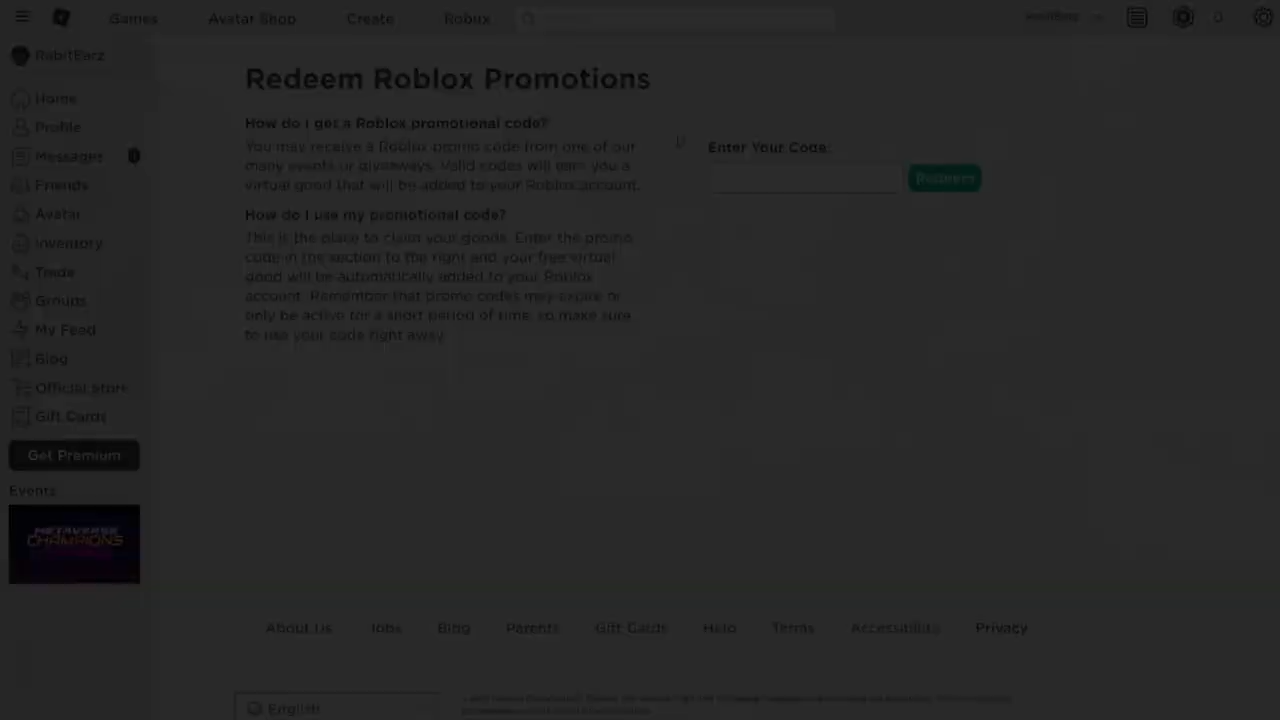 Games
Avatar Shop
Create
Robux
RabitEarz
Home
Profile
Messages
Friends
Avatar
Inventory
Trade
Groups
My Feed
Blog
Official Store
Gift Cards
Get Premium
Events
METAVERSE
CHAMPIONS
Redeem Roblox Promotions
How do I get a Roblox promotional code?
You may receive a Roblox promo code from one of our
many events or giveaways. Valid codes will earn you a
virtual good that will be added to your Roblox account.
How do I use my promotional code?
This is the place to claim your goods. Enter the promo
code in the section to the right and your free virtual
good will be automatically added to your Roblox
account. Remember that promo codes may expire or
only be active for a short period of time, so make sure
to use your code right away.
Enter Your Code:
Redeem
About Us
Jobs
Blog
Parents
Gift Cards
Help
Terms
Accessibility
Privacy
English